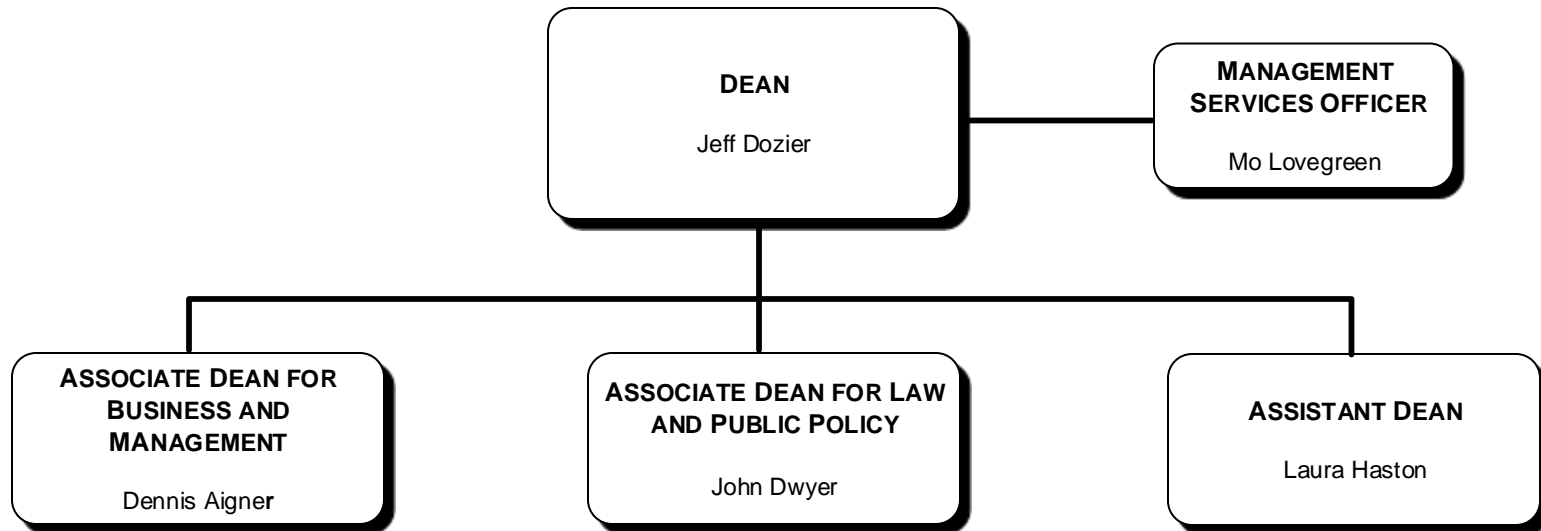 DEAN
Jeff Dozier
MANAGEMENT
SERVICES OFFICER
Mo Lovegreen
ASSOCIATE DEAN FOR
BUSINESS AND
MANAGEMENT
Dennis Aigner
ASSOCIATE DEAN FOR LAW
AND PUBLIC POLICY
John Dwyer
ASSISTANT DEAN
Laura Haston